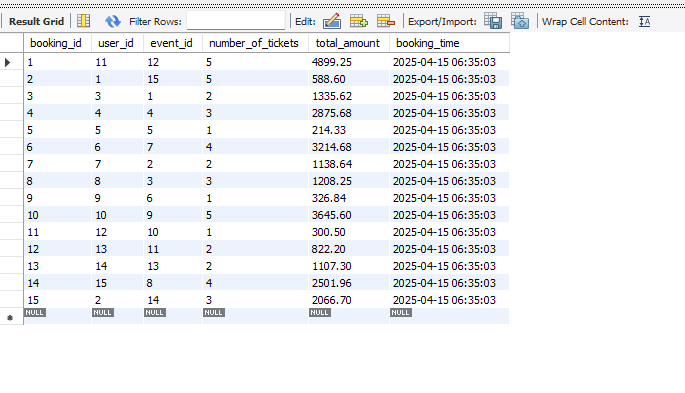 Result Grid Filter Rows: Edit: Export/Import: Wrap Cell Content: IA
booking_id user_id event_id number_of_tickets total_amount booking_time
1 11 12 5 4899.25 2025-04-15 06:35:03
2 1 15 5 588.60 2025-04-15 06:35:03
3 3 1 2 1335.62 2025-04-15 06:35:03
4 4 4 3 2875.68 2025-04-15 06:35:03
5 5 5 1 214.33 2025-04-15 06:35:03
6 6 7 4 3214.68 2025-04-15 06:35:03
7 7 2 2 1138.64 2025-04-15 06:35:03
8 8 3 3 1208.25 2025-04-15 06:35:03
9 9 6 1 326.84 2025-04-15 06:35:03
10 10 9 5 3645.60 2025-04-15 06:35:03
11 12 10 1 300.50 2025-04-15 06:35:03
12 13 11 2 822.20 2025-04-15 06:35:03
13 14 13 2 1107.30 2025-04-15 06:35:03
14 15 8 4 2501.96 2025-04-15 06:35:03
15 2 14 3 2066.70 2025-04-15 06:35:03
NULL NULL NULL NULL NULL NULL